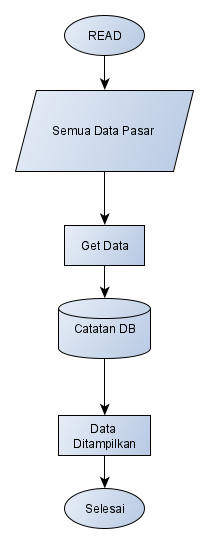 READ
Semua Data Pasar
Get Data
Catatan DB
Data
Ditampilkan
Selesai